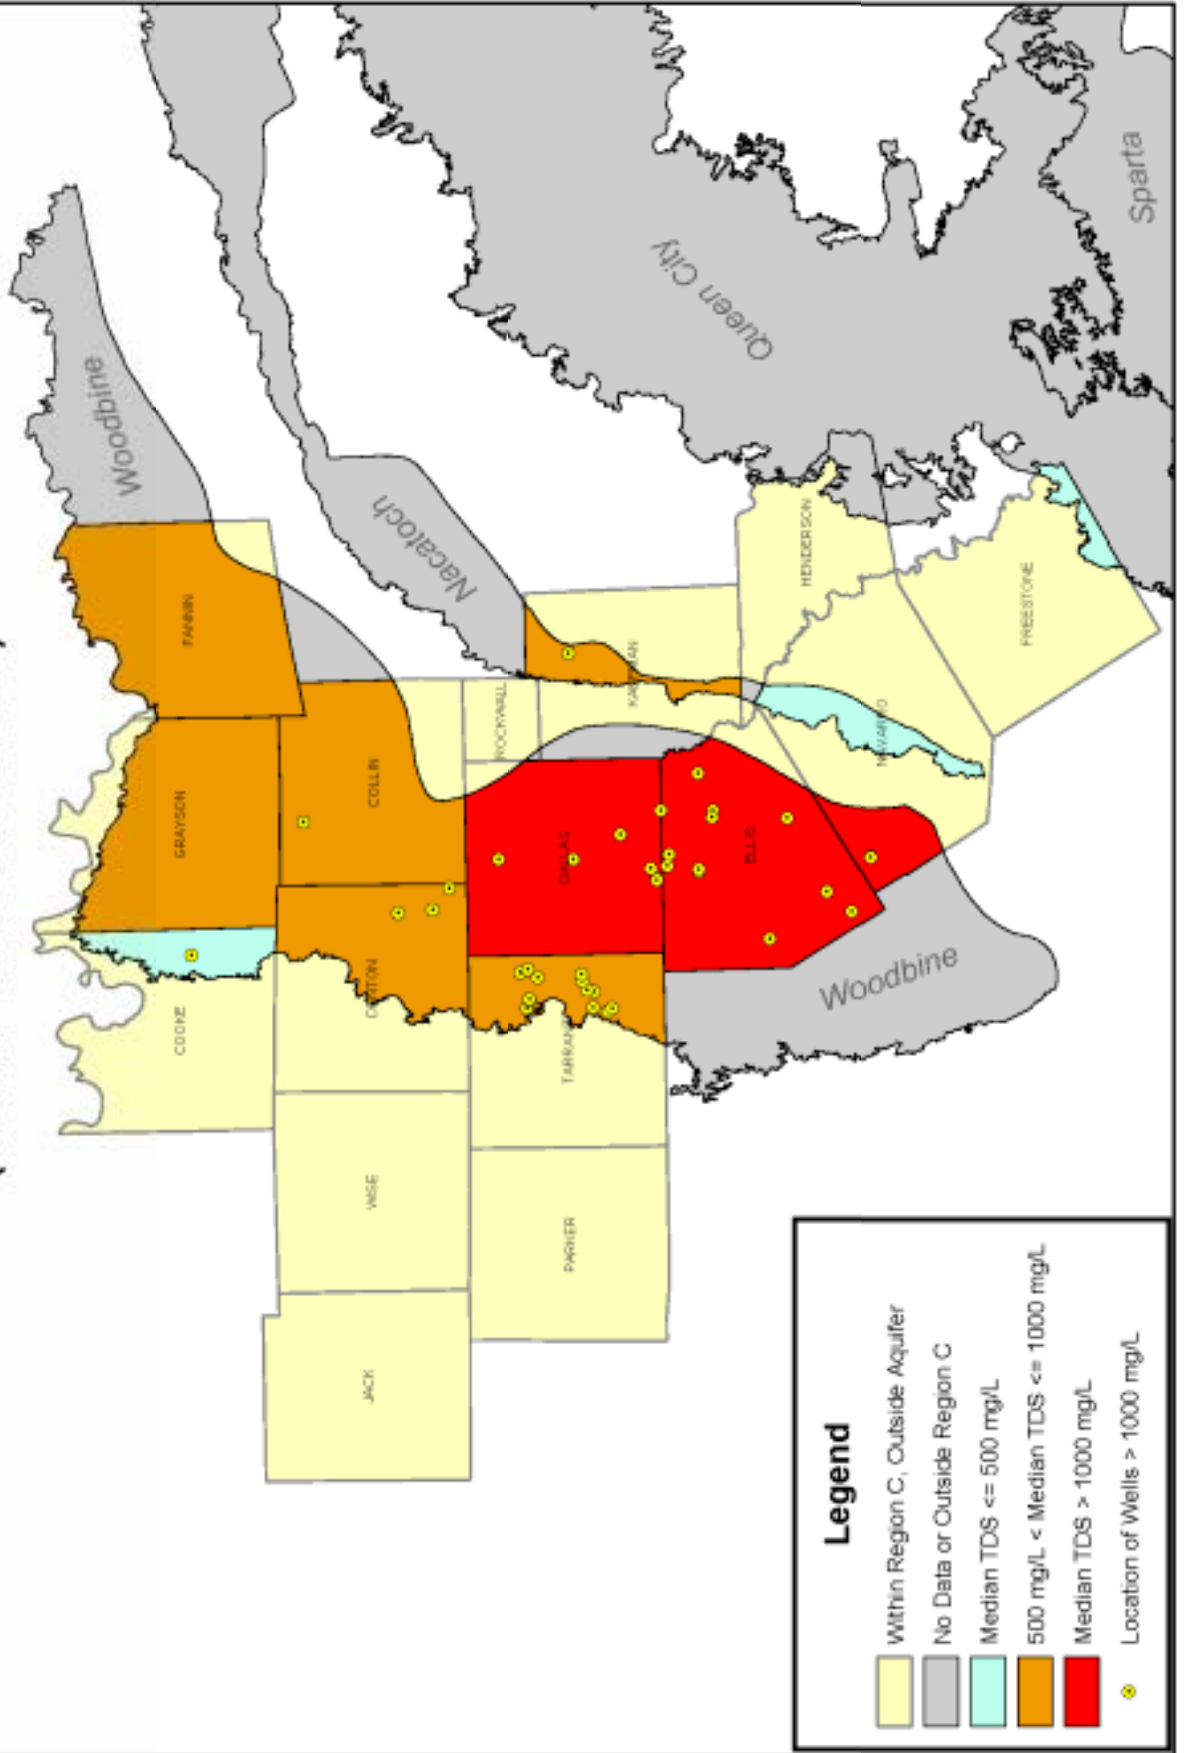 Woodbine
Nacatoch
Queen City
Sparta
FANNIN
GRAYSON
COOKE
COLLIN
DENTON
WISE
JACK
ROCKWALL
KAUFMAN
DALLAS
TARRANT
PARKER
HENDERSON
ELLIS
NAVARRO
FREESTONE
Woodbine
Legend
Within Region C, Outside Aquifer
No Data or Outside Region C
Median TDS <= 500 mg/L
500 mg/L < Median TDS <= 1000 mg/L
Median TDS > 1000 mg/L
Location of Wells > 1000 mg/L